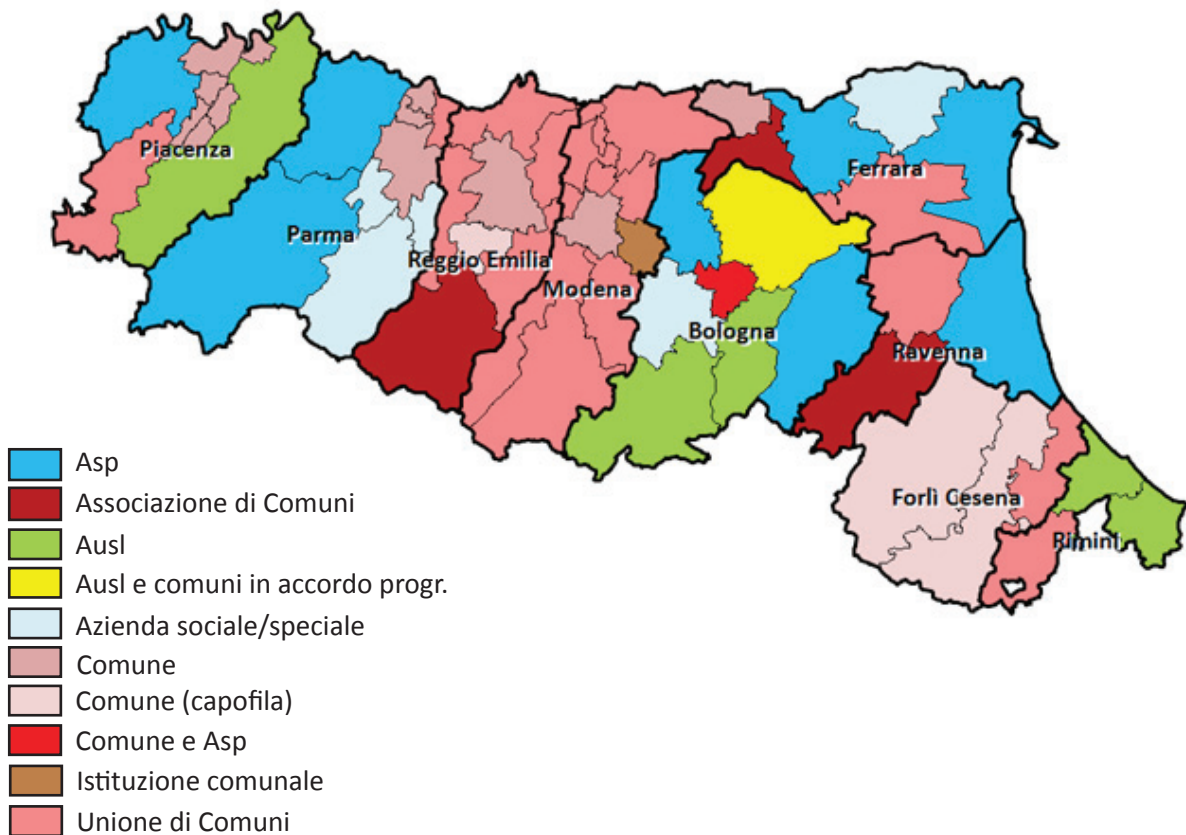 Piacenza
Ferrara
Parma
Reggio Emilia
Modena
Bologna
Ravenna
Forlì Cesena
Rimini
Asp
Associazione di Comuni
Ausl
Ausl e comuni in accordo progr.
Azienda sociale/speciale
Comune
Comune (capofila)
Comune e Asp
Istituzione comunale
Unione di Comuni